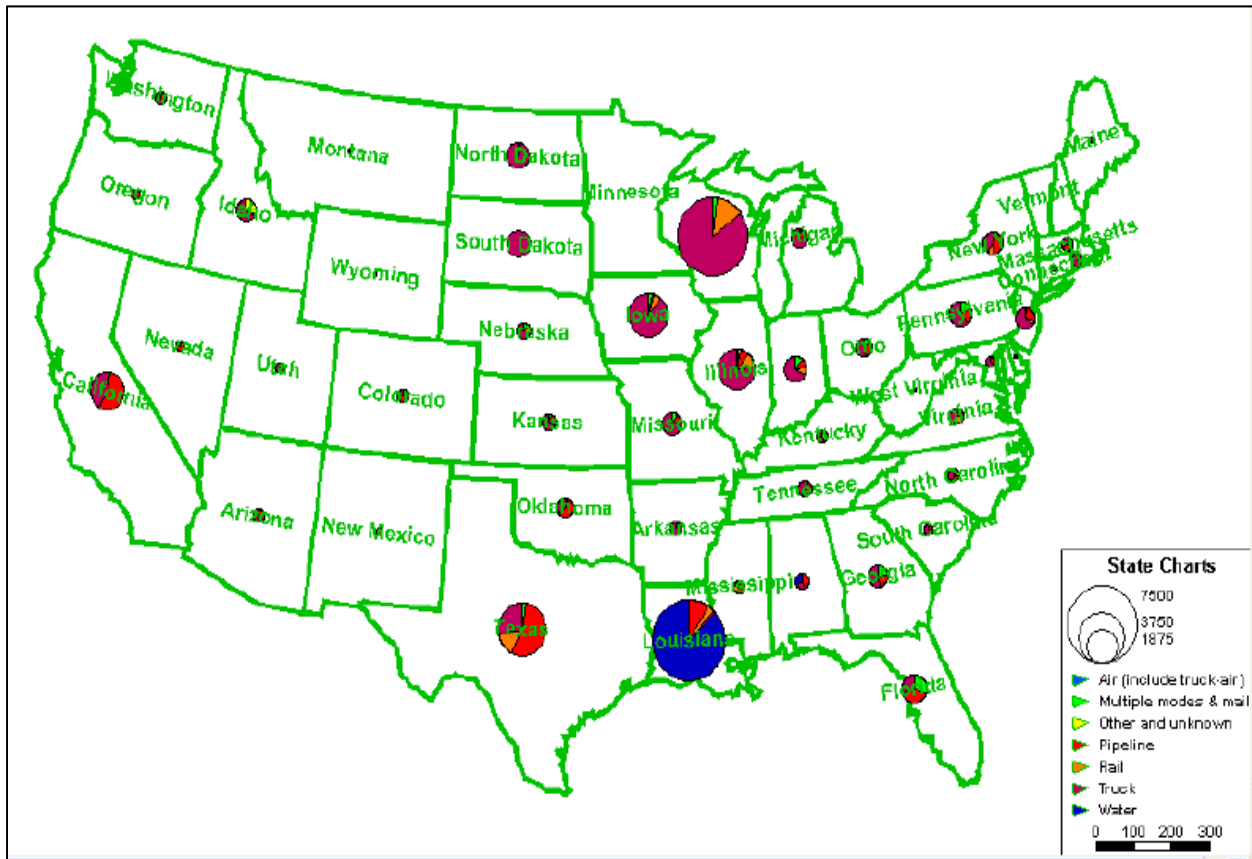 Washington
Montana
North Dakota
Minnesota
Maine
Oregon
Idaho
Vermont
South Dakota
Michigan
New York
Massachusetts
Connecticut
Wyoming
Iowa
Pennsylvania
Nebraska
Nevada
Utah
Illinois
Ohio
California
Colorado
West Virginia
Kansas
Missouri
Virginia
Kentucky
Tennessee
North Carolina
Arizona
New Mexico
Oklahoma
Arkansas
South Carolina
Mississippi
Georgia
Texas
Louisiana
Florida
State Charts
7500
3750
1875
Air (include truck-air)
Multiple modes & mail
Other and unknown
Pipeline
Rail
Truck
Water
0 100 200 300